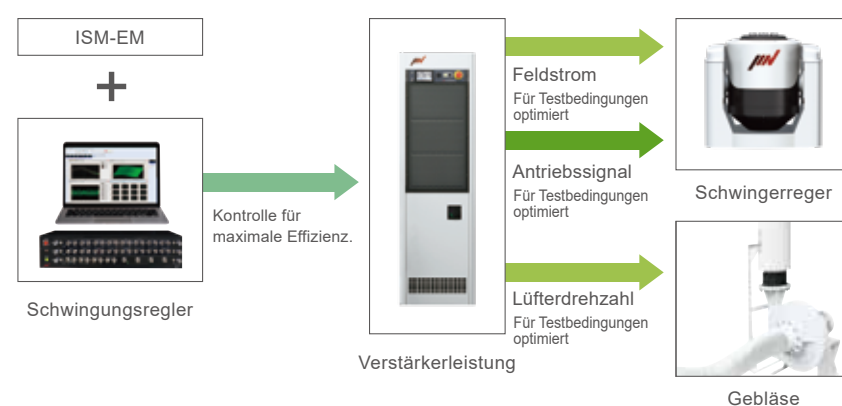 ISM-EM
+
Schwingungsregler
Kontrolle für
maximale Effizienz.
Verstärkerleistung
Feldstrom
Für Testbedingungen
optimiert
Antriebssignal
Für Testbedingungen
optimiert
Lüfterdrehzahl
Für Testbedingungen
optimiert
Schwingerreger
Gebläse